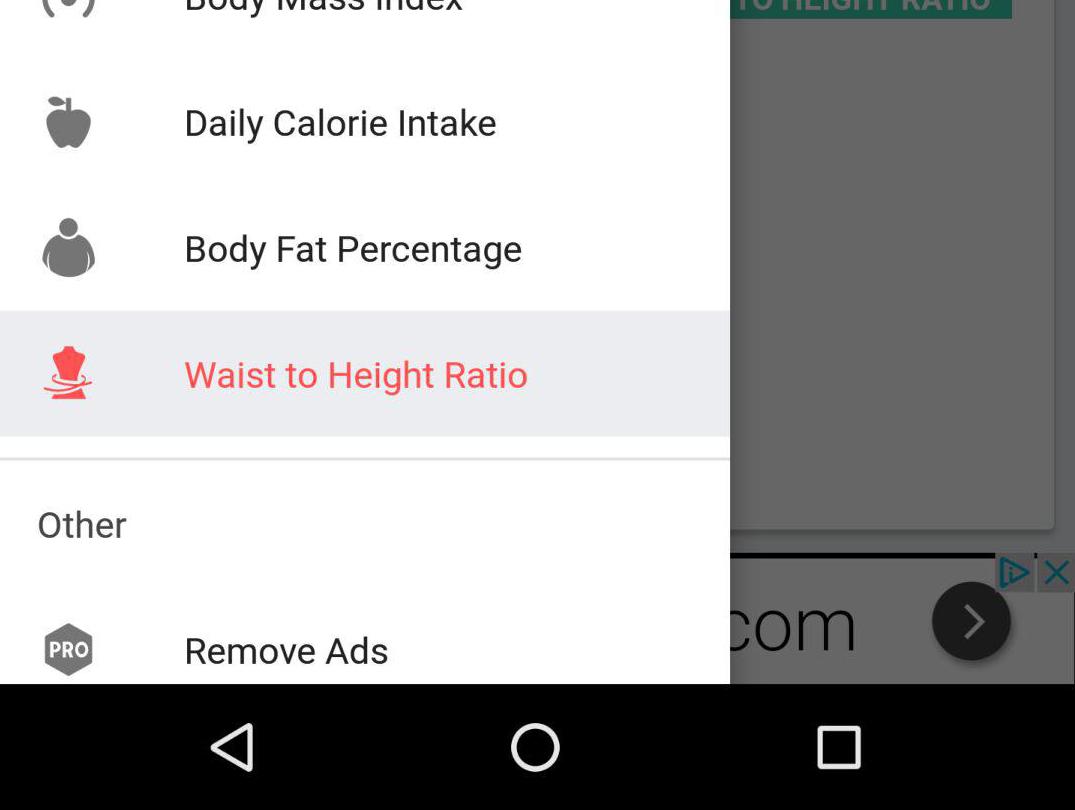 Body Mass Index
TO HEIGHT RATIO
Daily Calorie Intake
Body Fat Percentage
Waist to Height Ratio
Other
com
PRO
Remove Ads